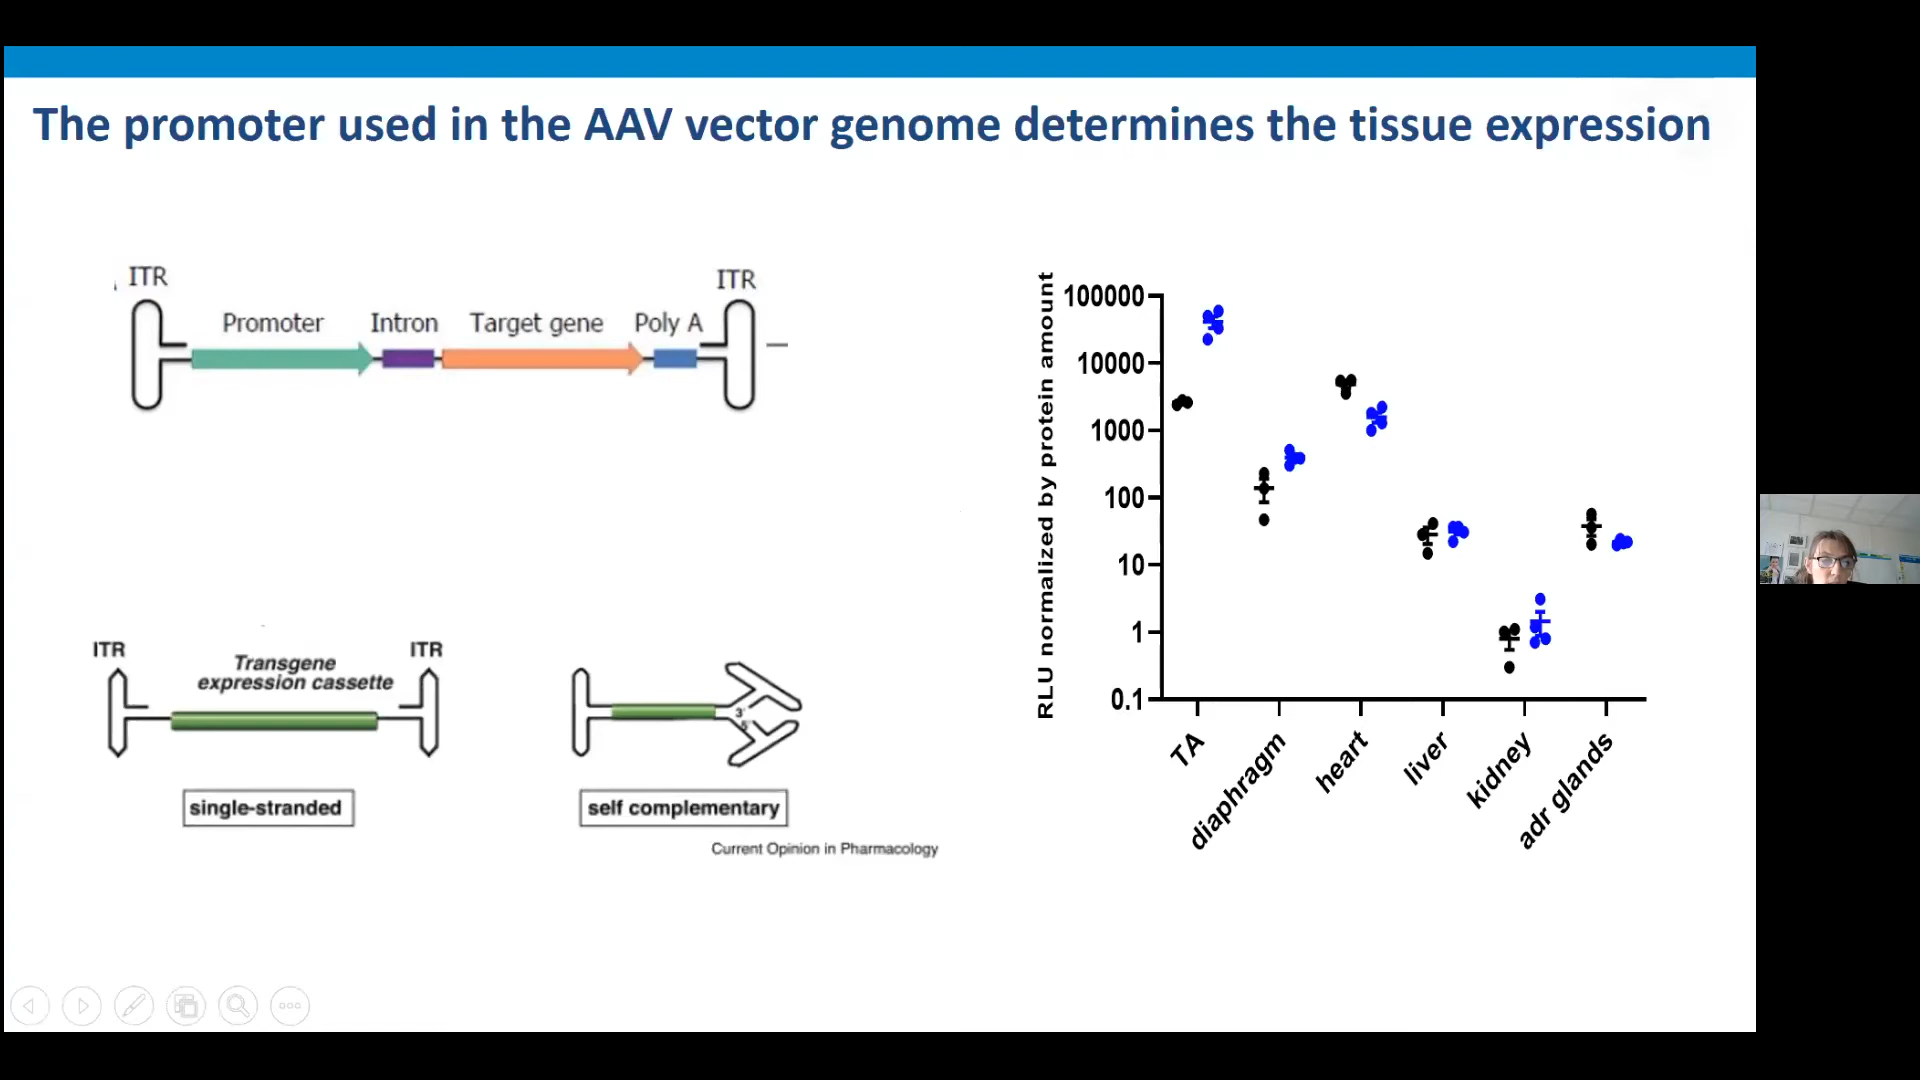 The promoter used in the AAV vector genome determines the tissue expression
ITR
ITR
Promoter
Intron
Target gene
Poly A
ITR
ITR
Transgene
expression cassette
single-stranded
3'
5'
self complementary
Current Opinion in Pharmacology
RLU normalized by protein amount
100000
10000
1000
100
10
1
0.1
TA
diaphragm
heart
liver
kidney
adr glands